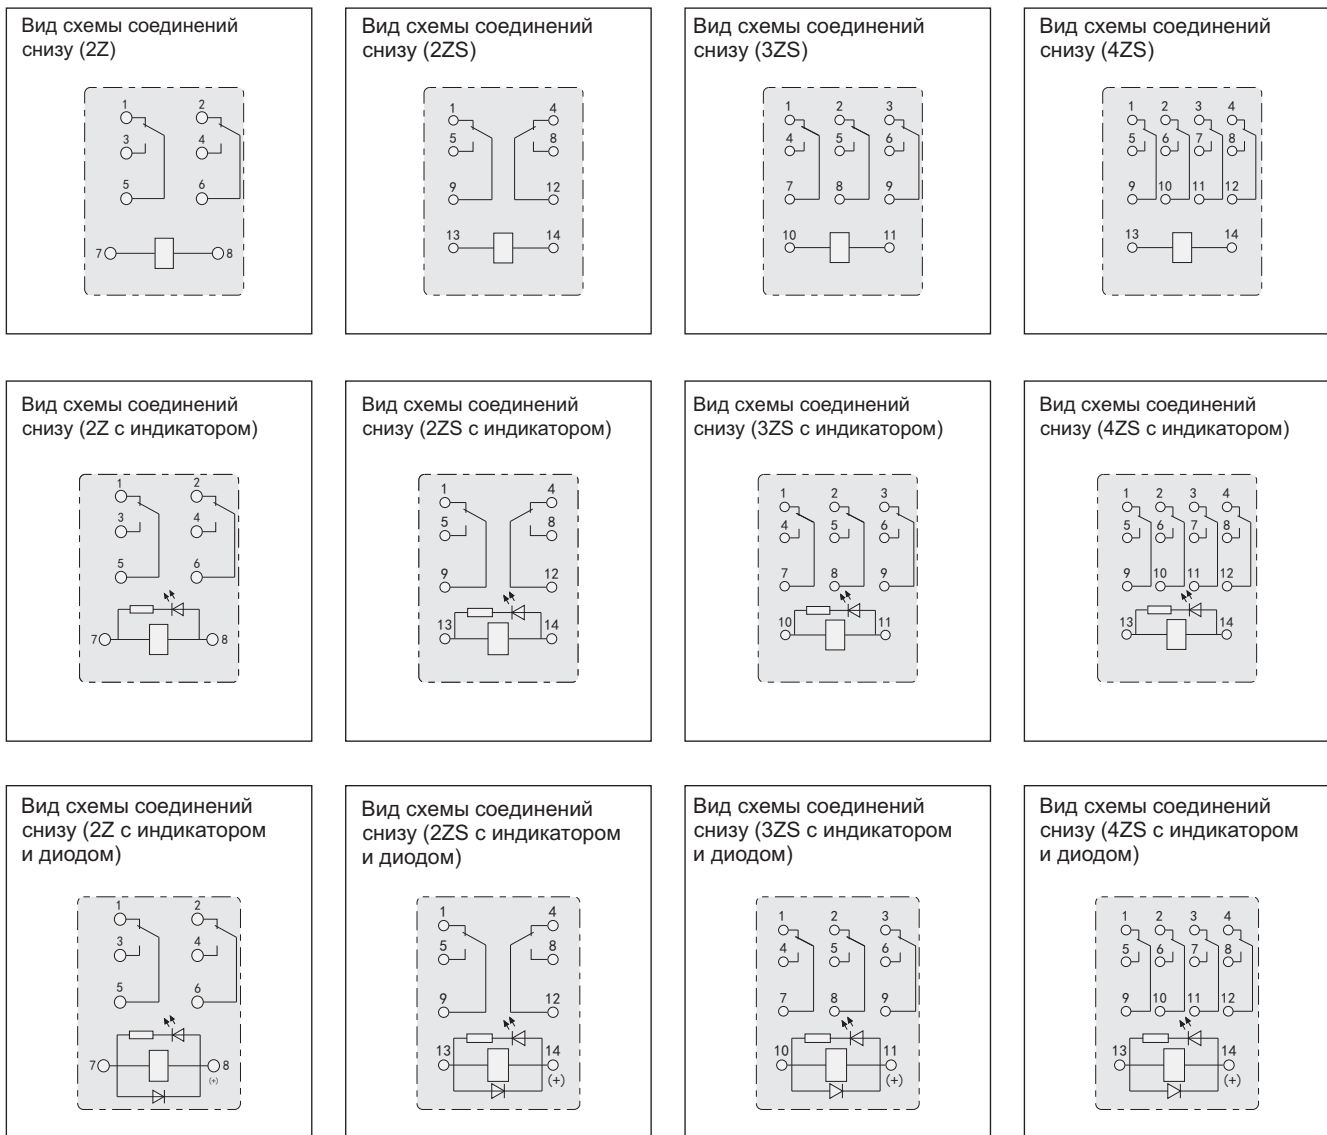 Вид схемы соединений
снизу (2Z)
1 2
3 4
5 6
7 8
Вид схемы соединений
снизу (2ZS)
1 4
5 8
9 12
13 14
Вид схемы соединений
снизу (3ZS)
1 2 3
4 5 6
7 8 9
10 11
Вид схемы соединений
снизу (4ZS)
1 2 3 4
5 6 7 8
9 10 11 12
13 14
Вид схемы соединений
снизу (2Z с индикатором)
1 2
3 4
5 6
7 8
Вид схемы соединений
снизу (2ZS с индикатором)
1 4
5 8
9 12
13 14
Вид схемы соединений
снизу (3ZS с индикатором)
1 2 3
4 5 6
7 8 9
10 11
Вид схемы соединений
снизу (4ZS с индикатором)
1 2 3 4
5 6 7 8
9 10 11 12
13 14
Вид схемы соединений
снизу (2Z с индикатором
и диодом)
1 2
3 4
5 6
7 8
(+)
Вид схемы соединений
снизу (2ZS с индикатором
и диодом)
1 4
5 8
9 12
13 14
(+)
Вид схемы соединений
снизу (3ZS с индикатором
и диодом)
1 2 3
4 5 6
7 8 9
10 11
(+)
Вид схемы соединений
снизу (4ZS с индикатором
и диодом)
1 2 3 4
5 6 7 8
9 10 11 12
13 14
(+)